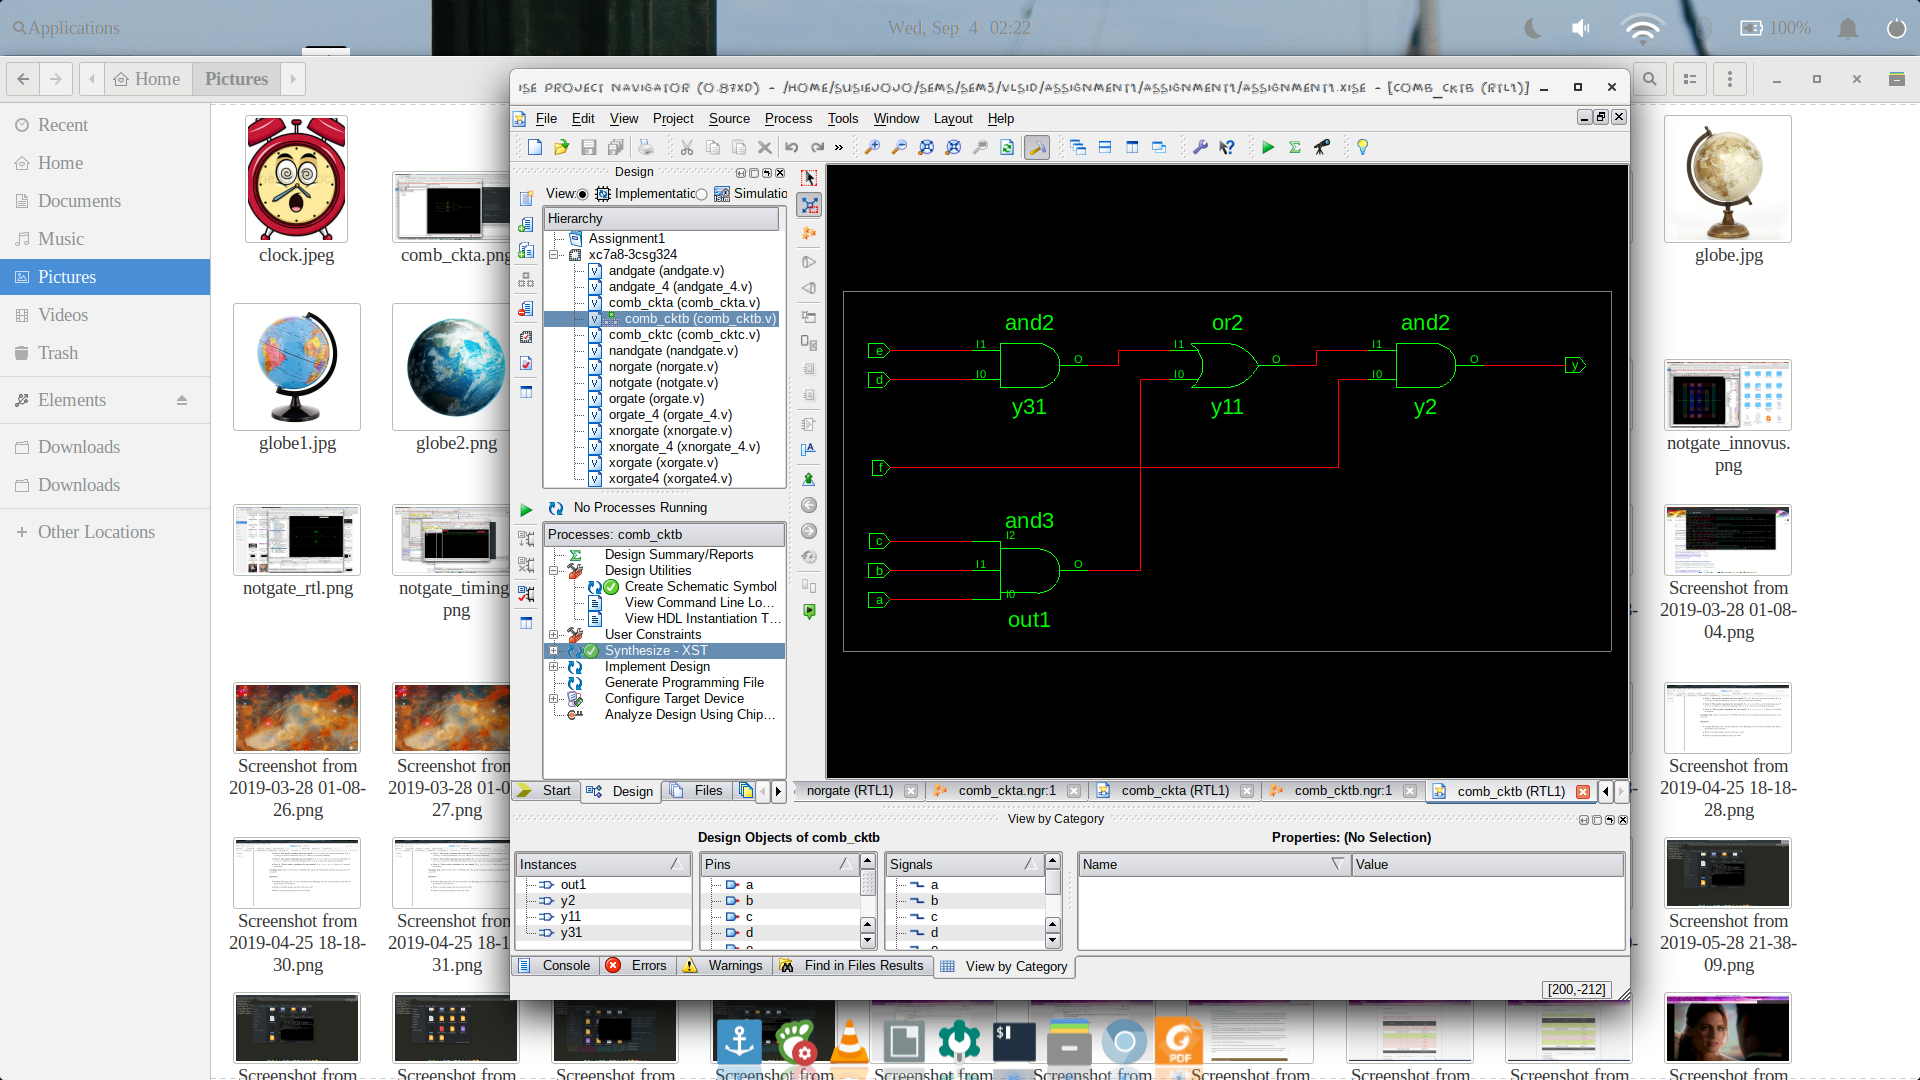 Applications
Wed, Sep 4 02:22
100%
Home
Pictures
Recent
Home
Documents
Music
Pictures
Videos
Trash
Elements
Downloads
Downloads
Other Locations
clock.jpeg
comb_ckta.png
globe.jpg
globe1.jpg
globe2.png
notgate_innovus.
png
notgate_rtl.png
notgate_timing
png
Screenshot from
2019-03-28 01-08-
04.png
Screenshot from
2019-03-28 01-08-
26.png
Screenshot from
2019-03-28 01-0
27.png
Screenshot from
2019-04-25 18-18-
28.png
Screenshot from
2019-04-25 18-18-
30.png
Screenshot from
2019-04-25 18-1
31.png
Screenshot from
2019-05-28 21-38-
09.png
Screenshot from
Screenshot from
Screenshot from
Screenshot from
Screenshot from
Screenshot from
Screenshot from
Screenshot from
Screenshot from
Screenshot from
ISE PROJECT NAVIGATOR (O.87XD) - /HOME/SUSIEJOJO/SEMS/SEM3/VLSID/ASSIGNMENT1/ASSIGNMENT1/ASSIGNMENT1.XISE - [COMB_CKTB (RTL1)]
File Edit View Project Source Process Tools Window Layout Help
Design
View: Implementatic Simulatio
Hierarchy
Assignment1
xc7a8-3csg324
andgate (andgate.v)
andgate_4 (andgate_4.v)
comb_ckta (comb_ckta.v)
comb_cktb (comb_cktb.v)
comb_cktc (comb_cktc.v)
nandgate (nandgate.v)
norgate (norgate.v)
notgate (notgate.v)
orgate (orgate.v)
orgate_4 (orgate_4.v)
xnorgate (xnorgate.v)
xnorgate_4 (xnorgate_4.v)
xorgate (xorgate.v)
xorgate4 (xorgate4.v)
No Processes Running
Processes: comb_cktb
Design Summary/Reports
Design Utilities
Create Schematic Symbol
View Command Line Lo...
View HDL Instantiation T...
User Constraints
Synthesize - XST
Implement Design
Generate Programming File
Configure Target Device
Analyze Design Using Chip...
Start Design Files
and2 or2 and2
e I1 O I1 O I1 O y
d I0 I0 I0
y31 y11 y2
f
and3
c I2
b I1 O
a I0
out1
norgate (RTL1) comb_ckta.ngr:1 comb_ckta (RTL1) comb_cktb.ngr:1 comb_cktb (RTL1)
View by Category
Design Objects of comb_cktb
Properties: (No Selection)
Instances Pins Signals Name Value
out1 a a
y2 b b
y11 c c
y31 d d
e e
Console Errors Warnings Find in Files Results View by Category
[200,-212]
$
PDF